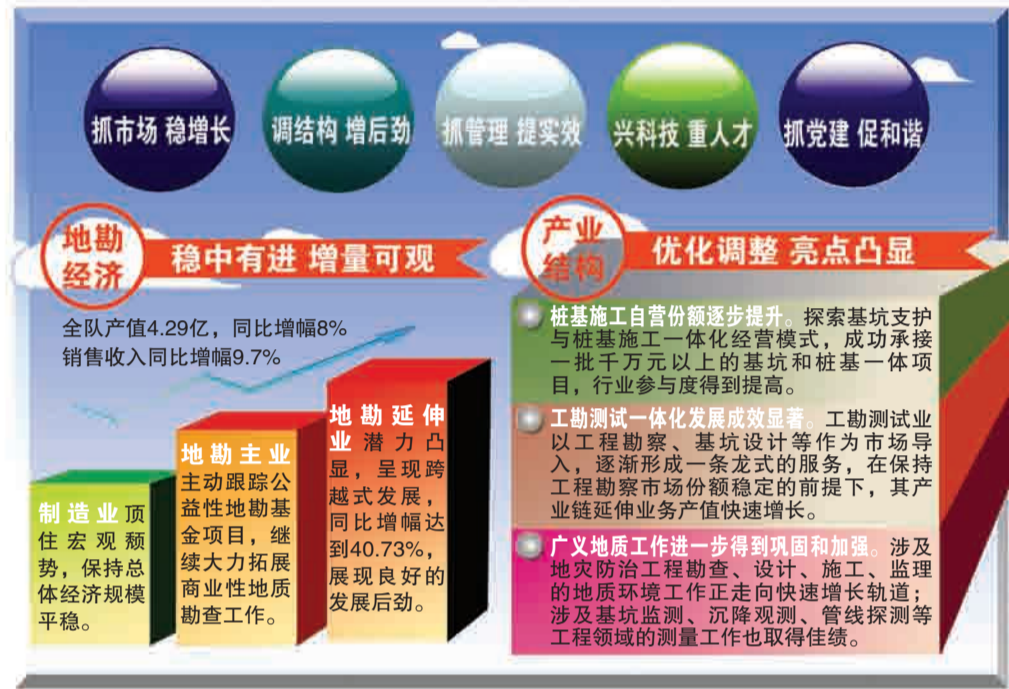 抓市场 稳增长
调结构 增后劲
抓管理 提实效
兴科技 重人才
抓党建 促和谐
地勘
经济
稳中有进 增量可观
全队产值4.29亿，同比增幅8%
销售收入同比增幅9.7%
制造业顶
住宏观颓
势，保持总
体经济规模
平稳。
地勘主业
主动跟踪公
益性地勘基
金项目，继
续大力拓展
商业性地质
勘查工作。
地勘延伸
业潜力凸
显，呈现跨
越式发展，
同比增幅达
到40.73%，
展现良好的
发展后劲。
产业
结构
优化调整 亮点凸显
桩基施工自营份额逐步提升。探索基坑支护
与桩基施工一体化经营模式，成功承接
一批千万元以上的基坑和桩基一体项
目，行业参与度得到提高。
工勘测试一体化发展成效显著。工勘测试业
以工程勘察、基坑设计等作为市场导
入，逐渐形成一条龙式的服务，在保持
工程勘察市场份额稳定的前提下，其产
业链延伸业务产值快速增长。
广义地质工作进一步得到巩固和加强。涉及
地灾防治工程勘查、设计、施工、监理
的地质环境工作正走向快速增长轨道；
涉及基坑监测、沉降观测、管线探测等
工程领域的测量工作也取得佳绩。